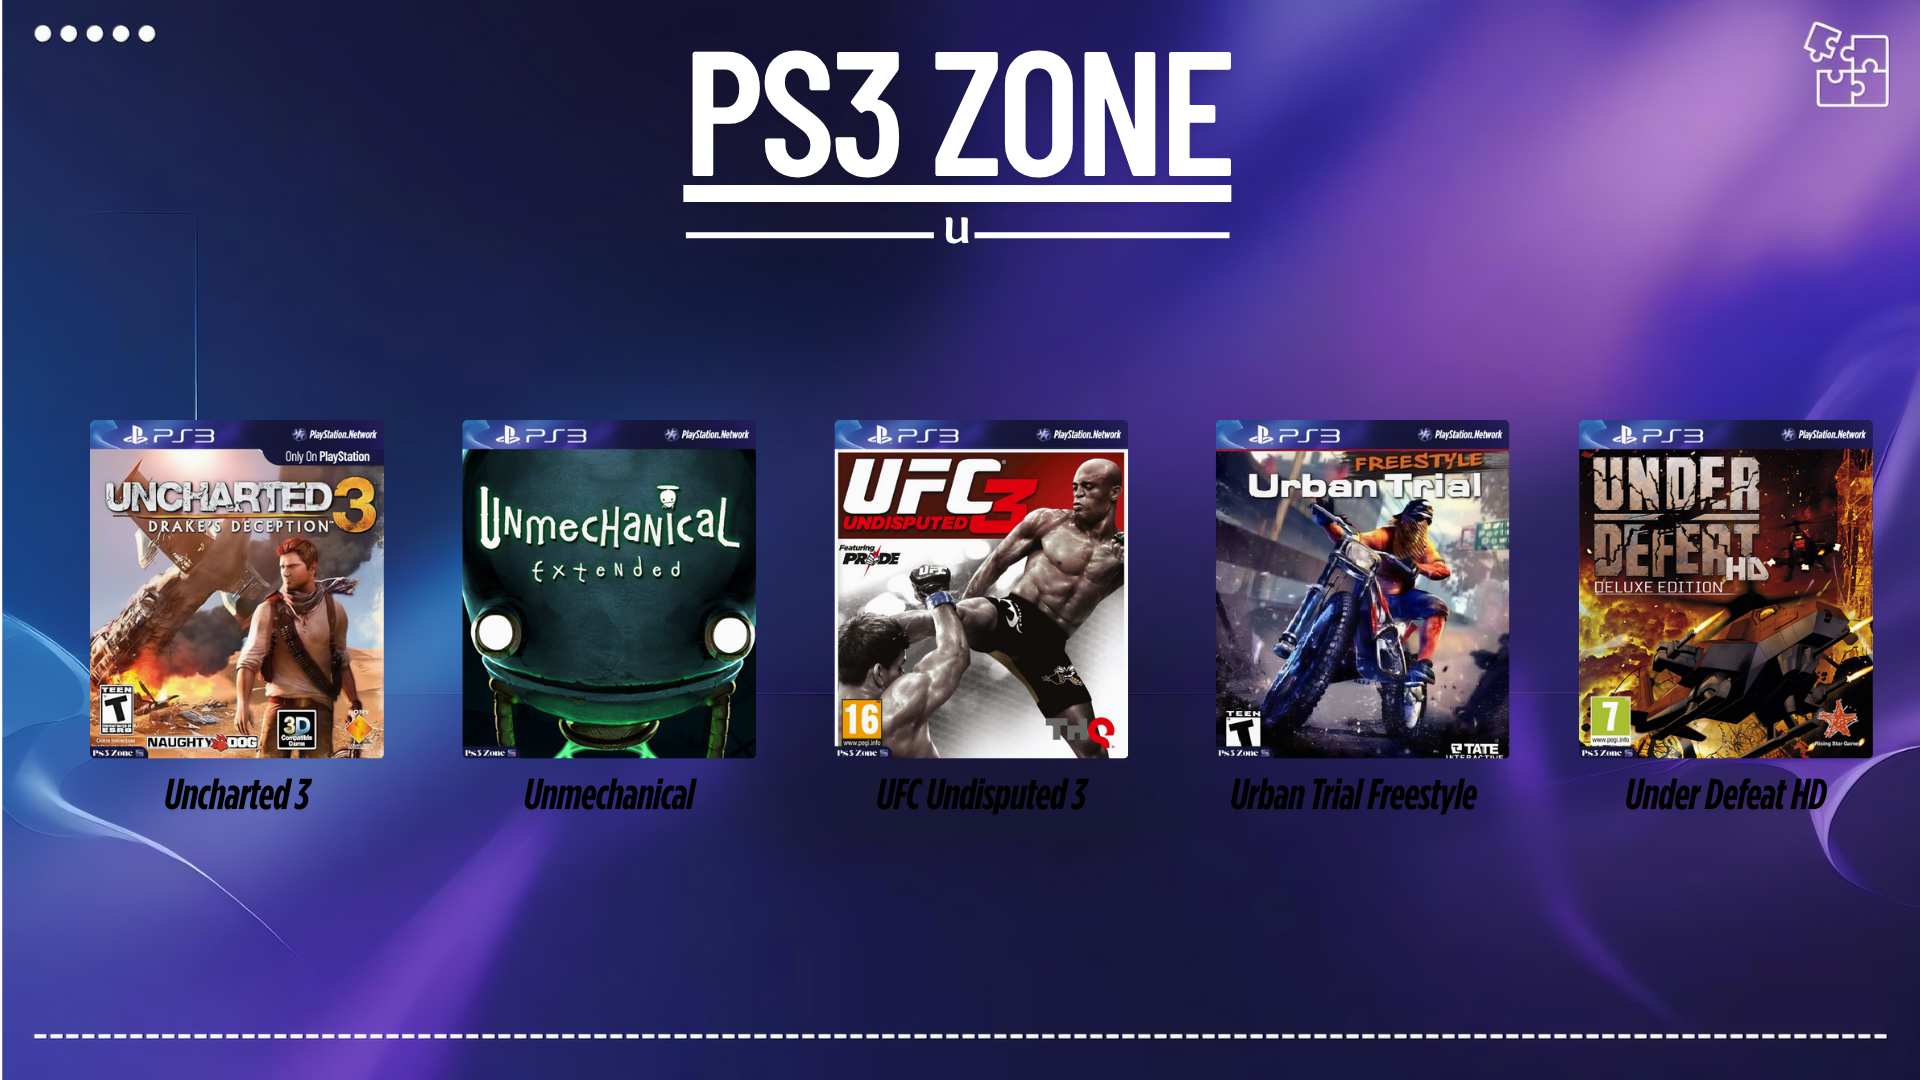 PS3 ZONE
u
PS3 PlayStation.Network
Only On PlayStation
UNCHARTED 3
DRAKE'S DECEPTION™
TEEN
T
ESRB
NAUGHTY DOG
3D
Compatible
Game
SONY
Ps3 Zone
Uncharted 3
PS3 PlayStation.Network
UNmecHANicaL
ExteNded
Ps3 Zone
Unmechanical
PS3 PlayStation.Network
UFC
UNDISPUTED 3
Featuring
PRIDE
UFC
16
www.pegi.info
THQ
Ps3 Zone
UFC Undisputed 3
PS3 PlayStation.Network
FREESTYLE
Urban Trial
TEEN
T
TATE
INTERACTIVE
Ps3 Zone
Urban Trial Freestyle
PS3 PlayStation.Network
UNDER
DEFEAT
HD
DELUXE EDITION
7
www.pegi.info
Rising Star Games
Ps3 Zone
Under Defeat HD